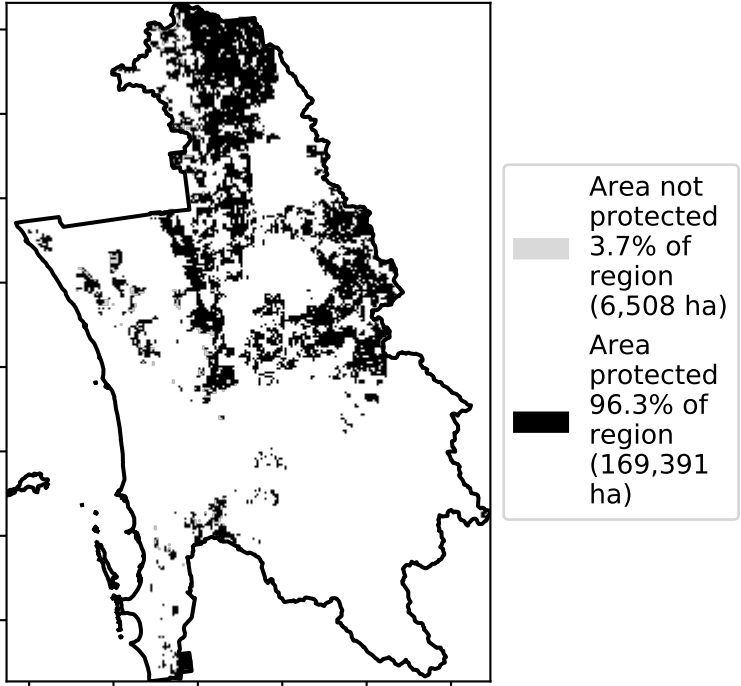 Area not
protected
3.7% of
region
(6,508 ha)
Area
protected
96.3% of
region
(169,391
ha)